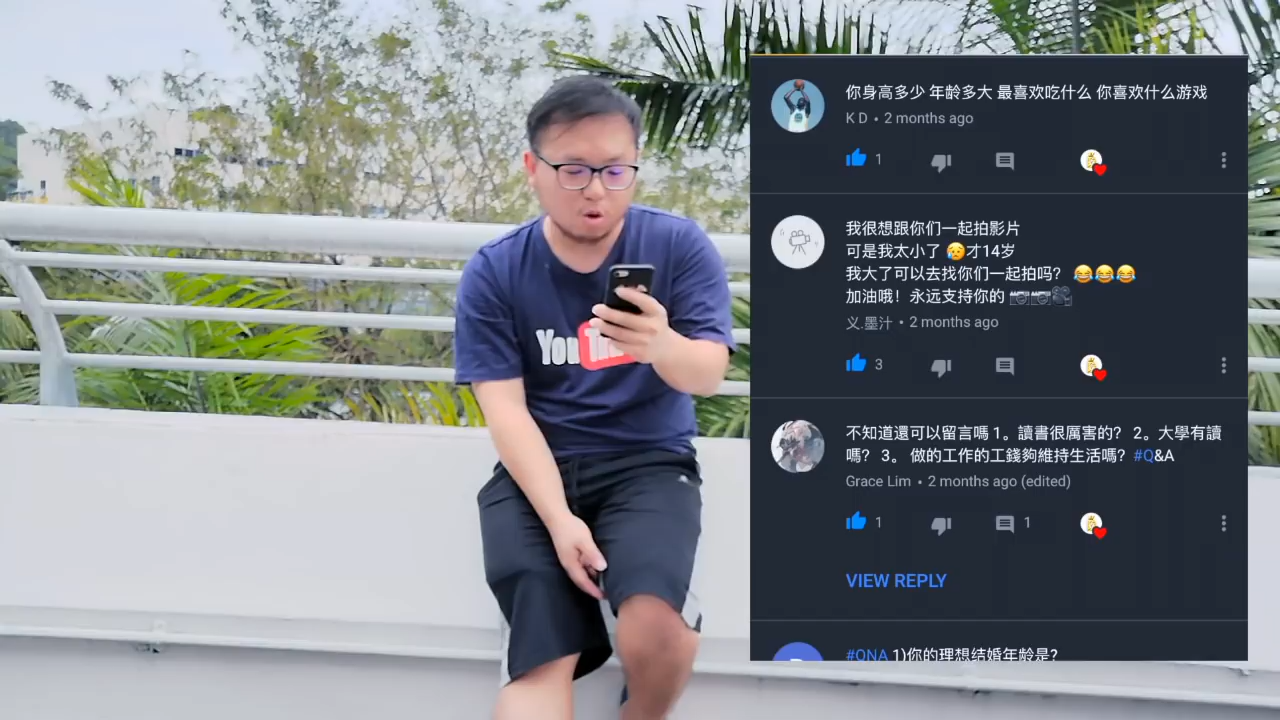 YouTu
你身高多少 年龄多大 最喜欢吃什么 你喜欢什么游戏
K D • 2 months ago
1
我很想跟你们一起拍影片
可是我太小了 😥才14岁
我大了可以去找你们一起拍吗? 😂😂😂
加油哦！永远支持你的 📷📷🎥
义.墨汁 • 2 months ago
3
不知道還可以留言嗎 1。讀書很厲害的? 2。大學有讀
嗎? 3。 做的工作的工錢夠維持生活嗎? #Q&A
Grace Lim • 2 months ago (edited)
1
1
VIEW REPLY
#QNA 1)你的理想结婚年龄是?